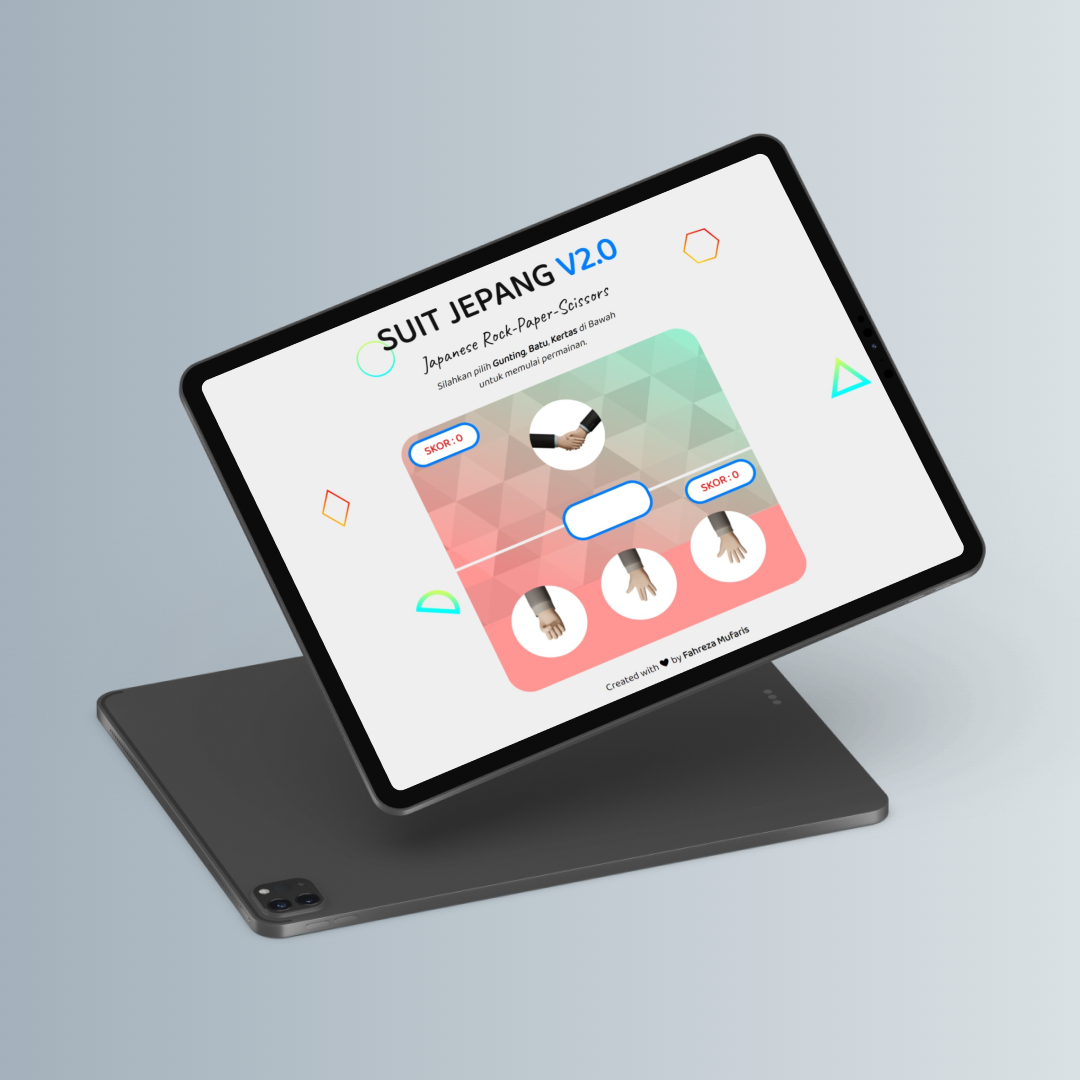 SUIT JEPANG V2.0
Japanese Rock-Paper-Scissors
Silahkan pilih Gunting, Batu, Kertas di Bawah
untuk memulai permainan.
SKOR : 0
SKOR : 0
Created with ♥ by Fahreza Mufaris